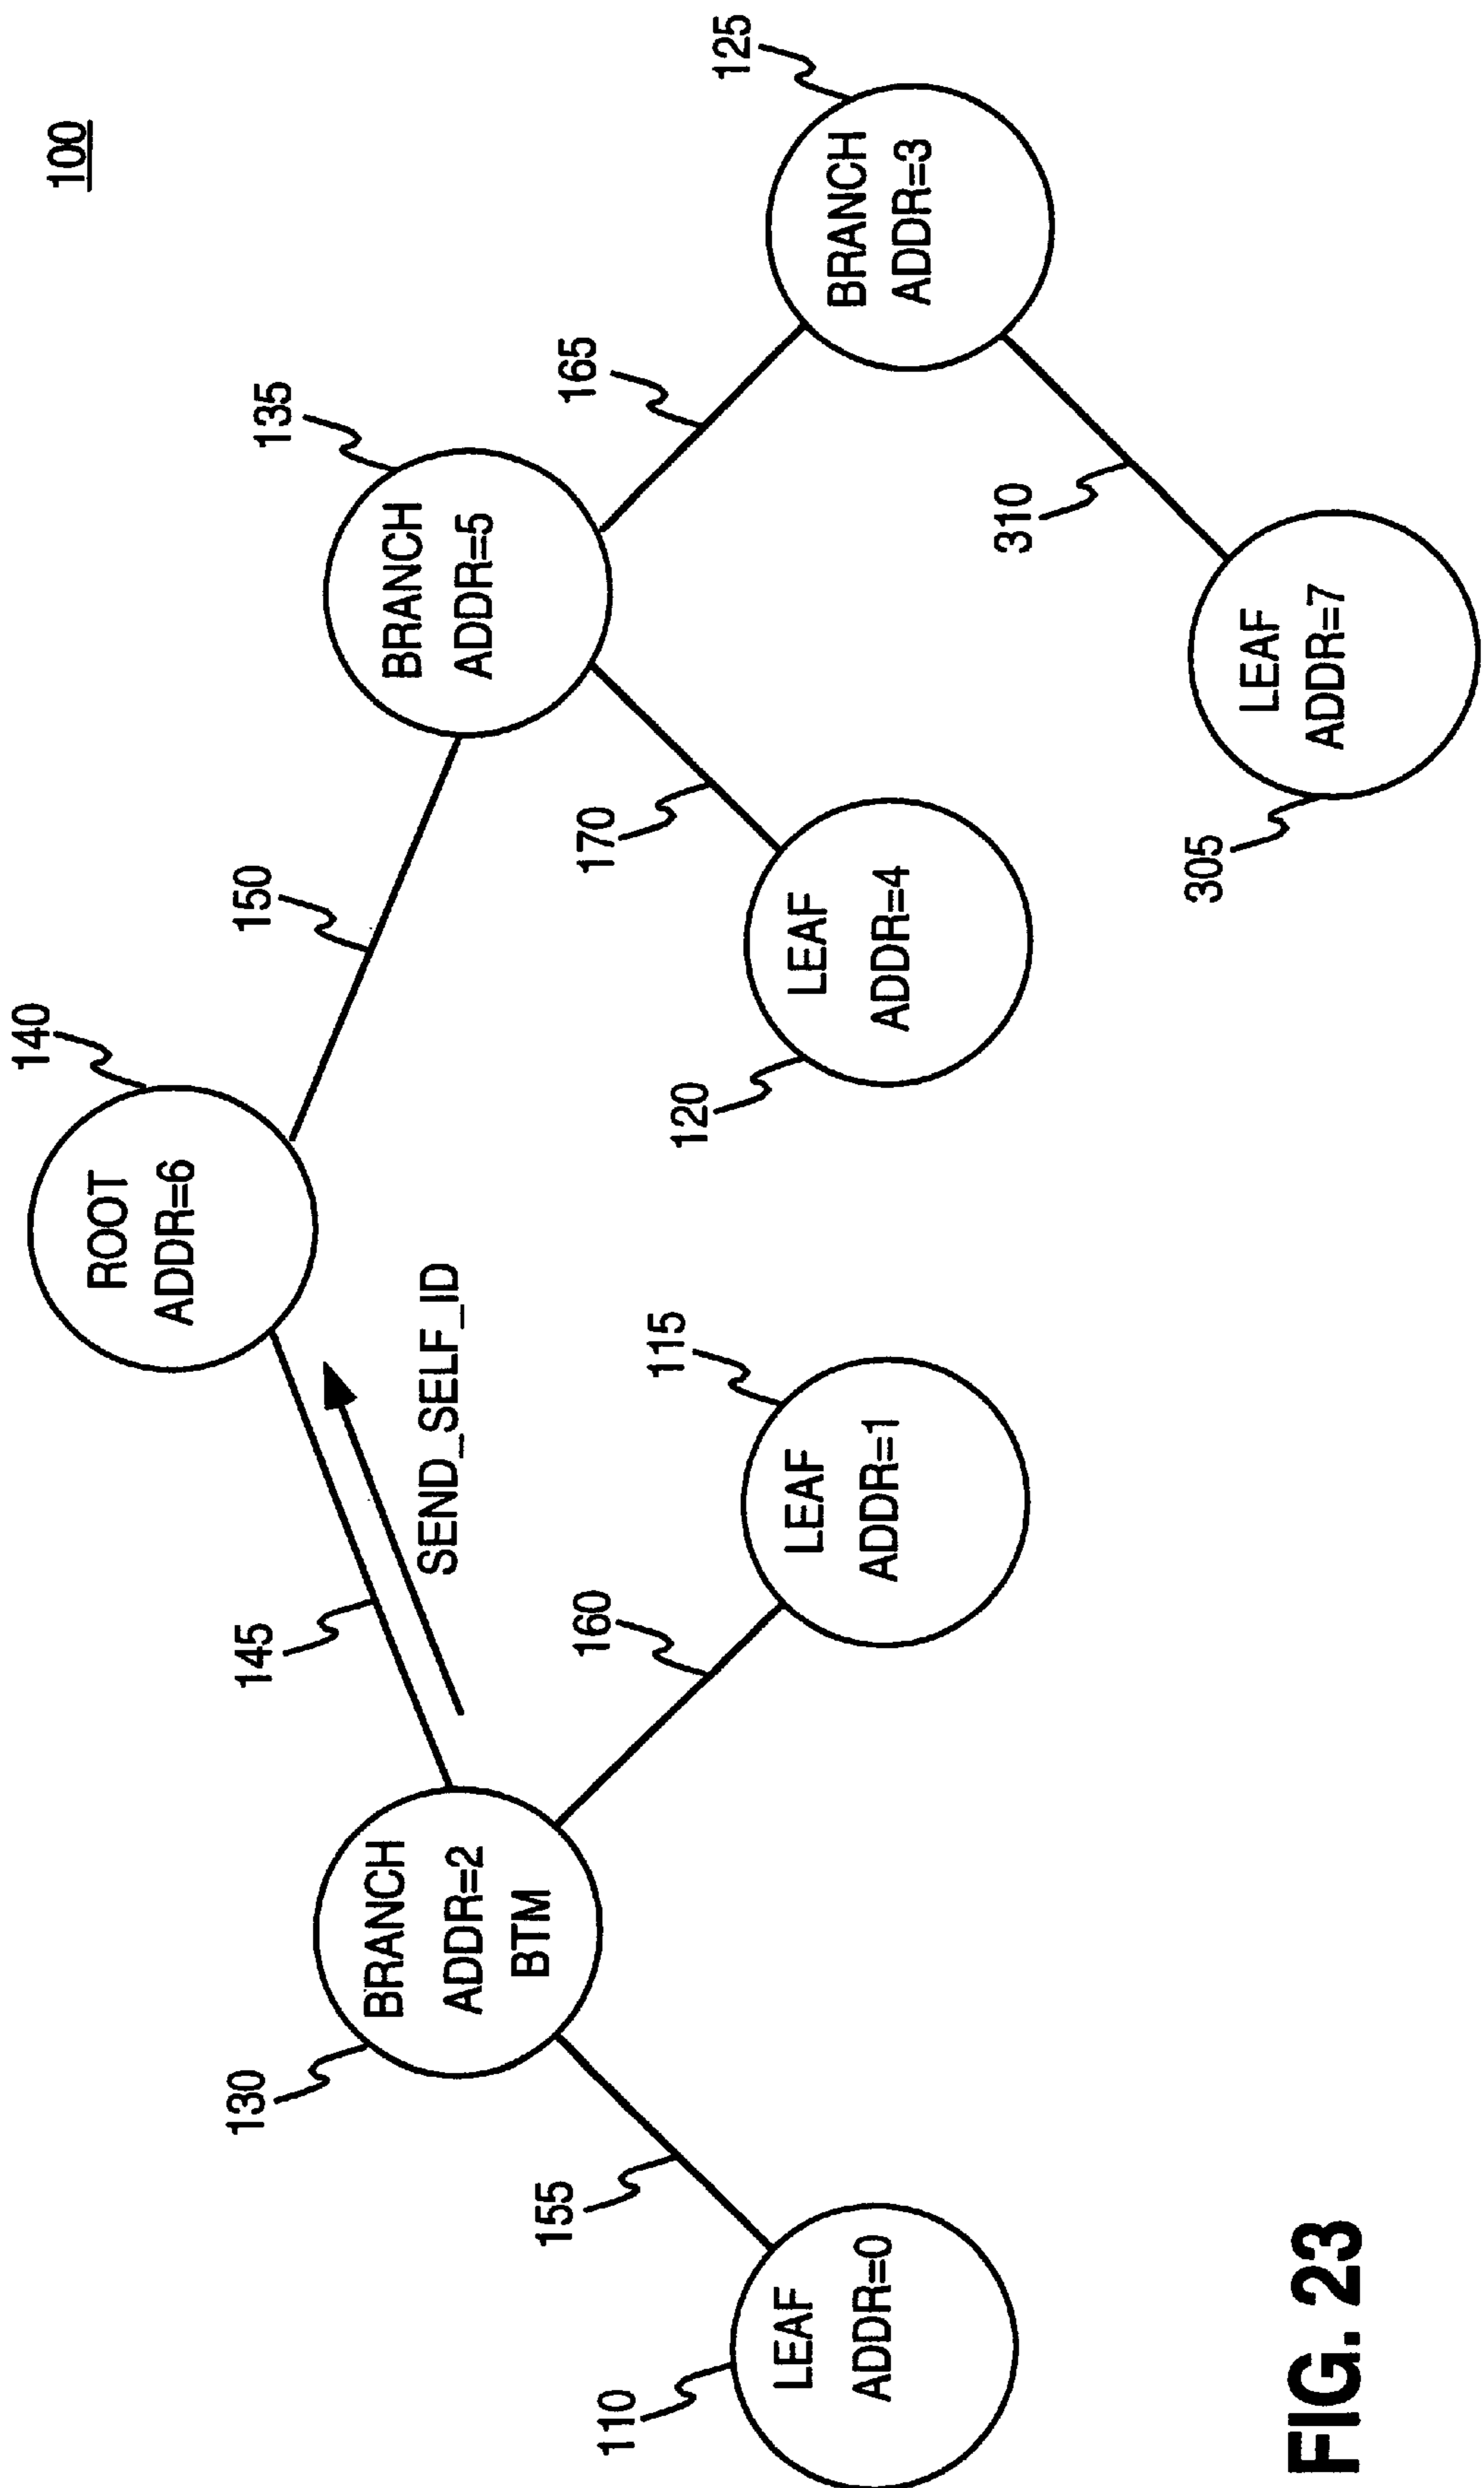 100
140
ROOT
ADDR=6
145
150
SEND_SELF_ID
130
BRANCH
ADDR=2
BTM
135
BRANCH
ADDR=5
155
160
170
165
110
LEAF
ADDR=0
115
LEAF
ADDR=1
120
LEAF
ADDR=4
125
BRANCH
ADDR=3
310
305
LEAF
ADDR=7
FIG. 23